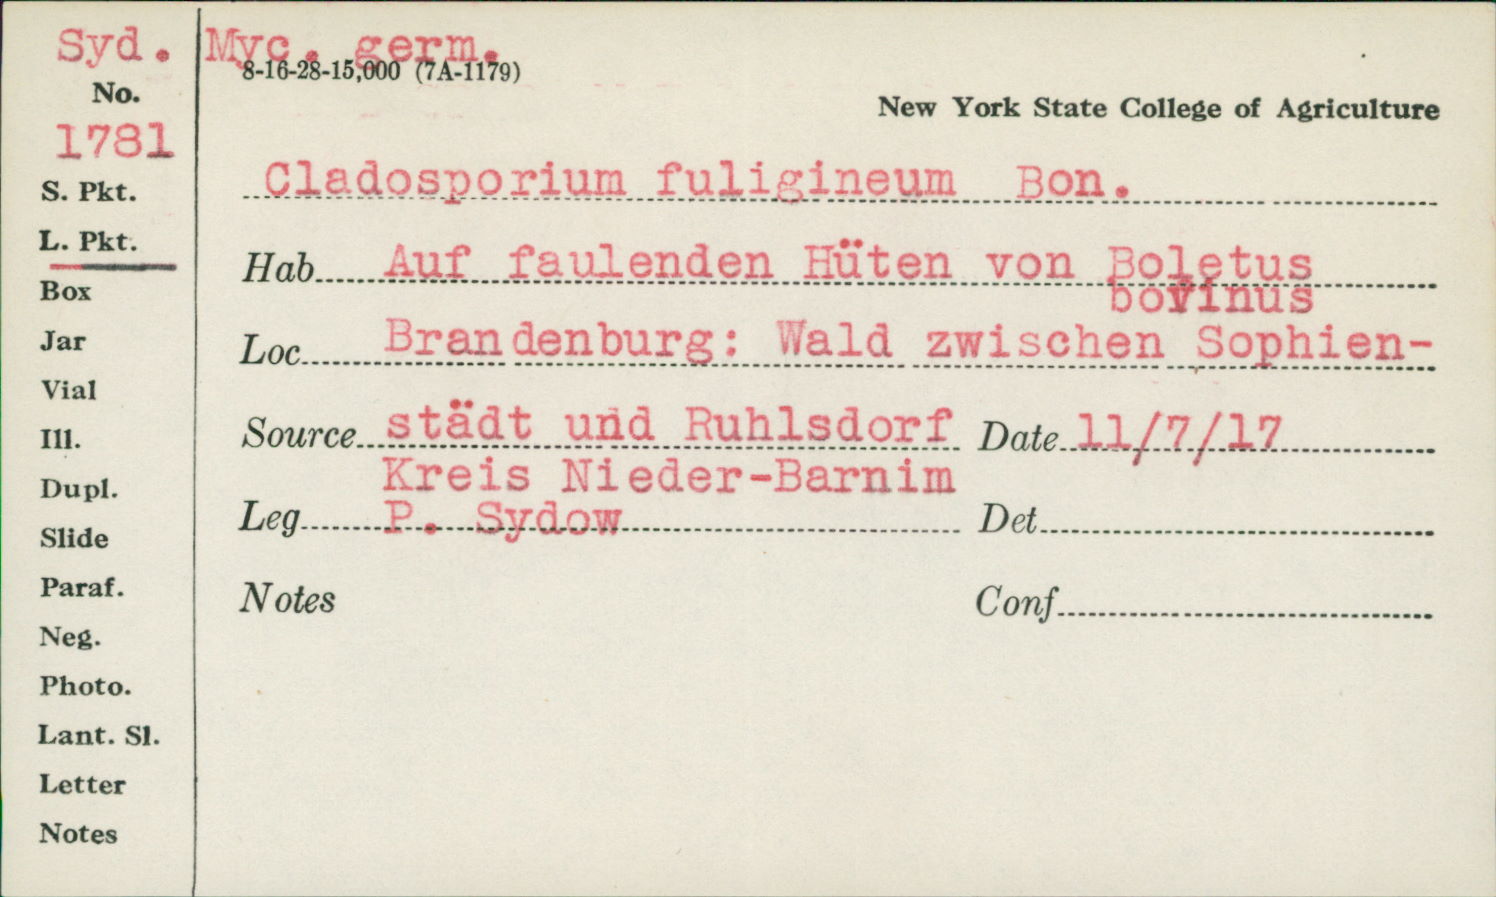 Syd. Myc. germ.
8-16-28-15,000 (7A-1179)
No.
New York State College of Agriculture
1781
Cladosporium fuligineum Bon.
S. Pkt.
L. Pkt.
Hab. Auf faulenden Hüten von Boletus
bovinus
Box
Jar
Loc. Brandenburg: Wald zwischen Sophien-
Vial
Ill.
Source städt und Ruhlsdorf Date 11/7/17
Kreis Nieder-Barnim
Dupl.
Leg. P. Sydow Det.
Slide
Paraf.
Notes Conf.
Neg.
Photo.
Lant. Sl.
Letter
Notes